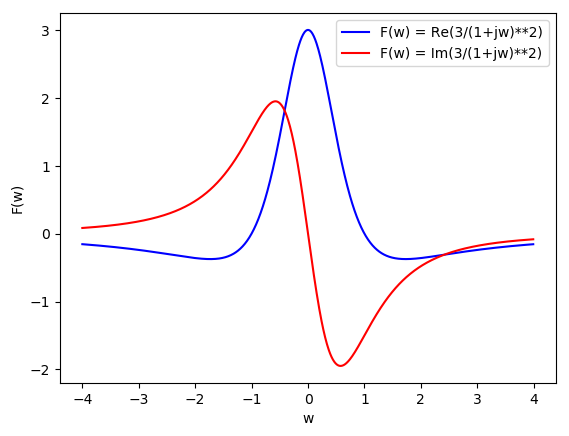 F(w) = Re(3/(1+jw)**2)
F(w) = Im(3/(1+jw)**2)
3
2
1
0
−1
−2
F(w)
−4 −3 −2 −1 0 1 2 3 4
w